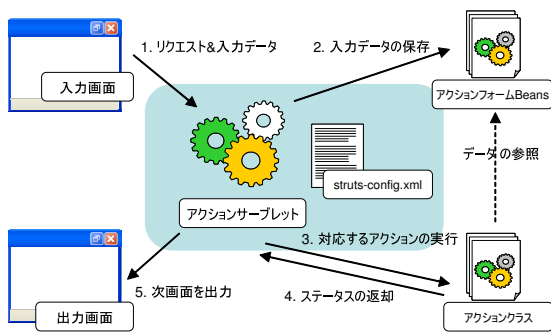 1. リクエスト&入力データ
2. 入力データの保存
入力画面
アクションフォームBeans
struts-config.xml
データの参照
アクションサーブレット
3. 対応するアクションの実行
5. 次画面を出力
4. ステータスの返却
出力画面
アクションクラス